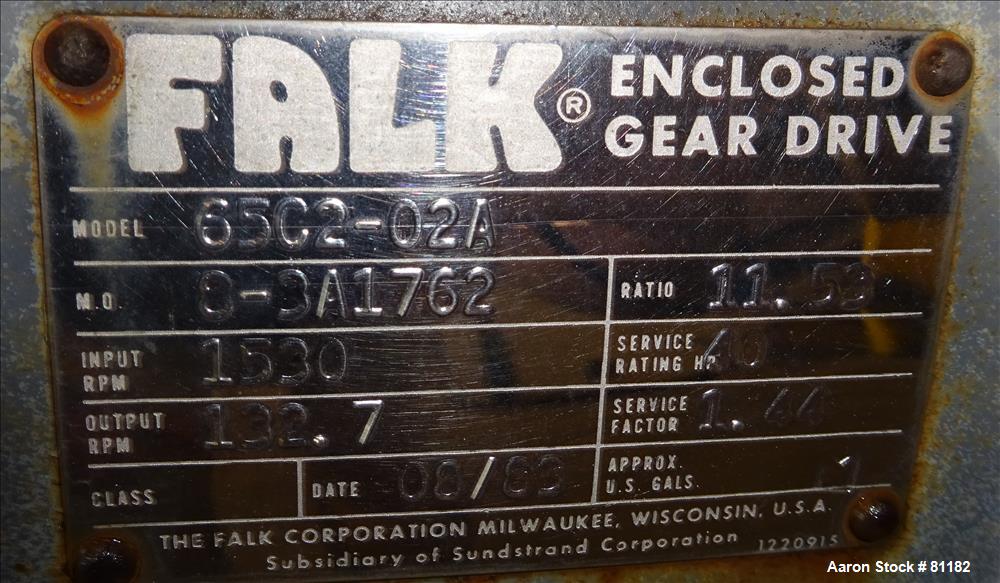 FALK® ENCLOSED GEAR DRIVE
MODEL 65C2-02A
M.O. 8-3A1762 RATIO 11.53
INPUT RPM 1530 SERVICE RATING HP 40
OUTPUT RPM 132.7 SERVICE FACTOR 1.44
CLASS DATE 08/83 APPROX. U.S. GALS. 1
THE FALK CORPORATION MILWAUKEE, WISCONSIN, U.S.A.
Subsidiary of Sundstrand Corporation 1220915
Aaron Stock # 81182